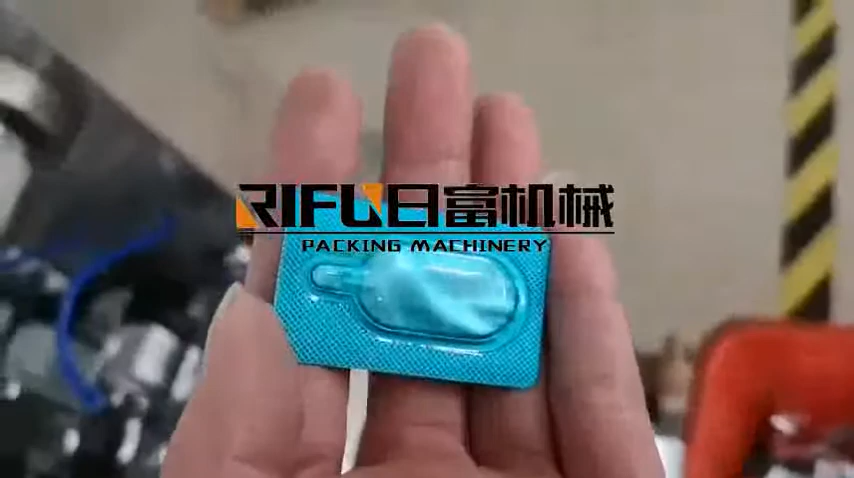 RIFU日富机械
PACKING MACHINERY